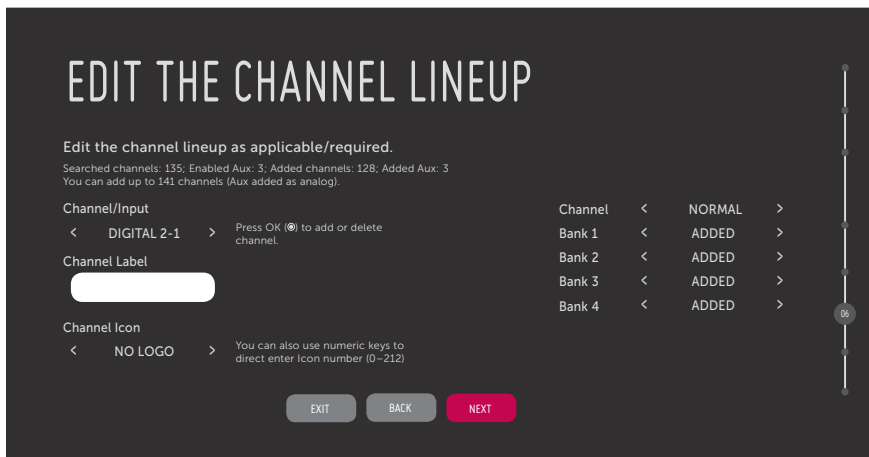 EDIT THE CHANNEL LINEUP
Edit the channel lineup as applicable/required.
Searched channels: 135; Enabled Aux: 3; Added channels: 128; Added Aux: 3
You can add up to 141 channels (Aux added as analog).
Channel/Input
< DIGITAL 2-1 >
Press OK (◉) to add or delete
channel.
Channel Label
Channel Icon
< NO LOGO >
You can also use numeric keys to
direct enter Icon number (0–212)
Channel < NORMAL >
Bank 1 < ADDED >
Bank 2 < ADDED >
Bank 3 < ADDED >
Bank 4 < ADDED >
06
EXIT
BACK
NEXT